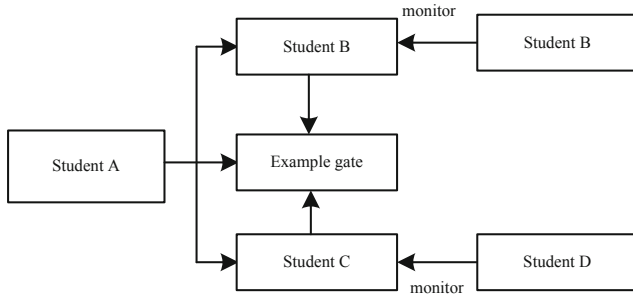 monitor
Student B
Student B
Student A
Example gate
Student C
Student D
monitor